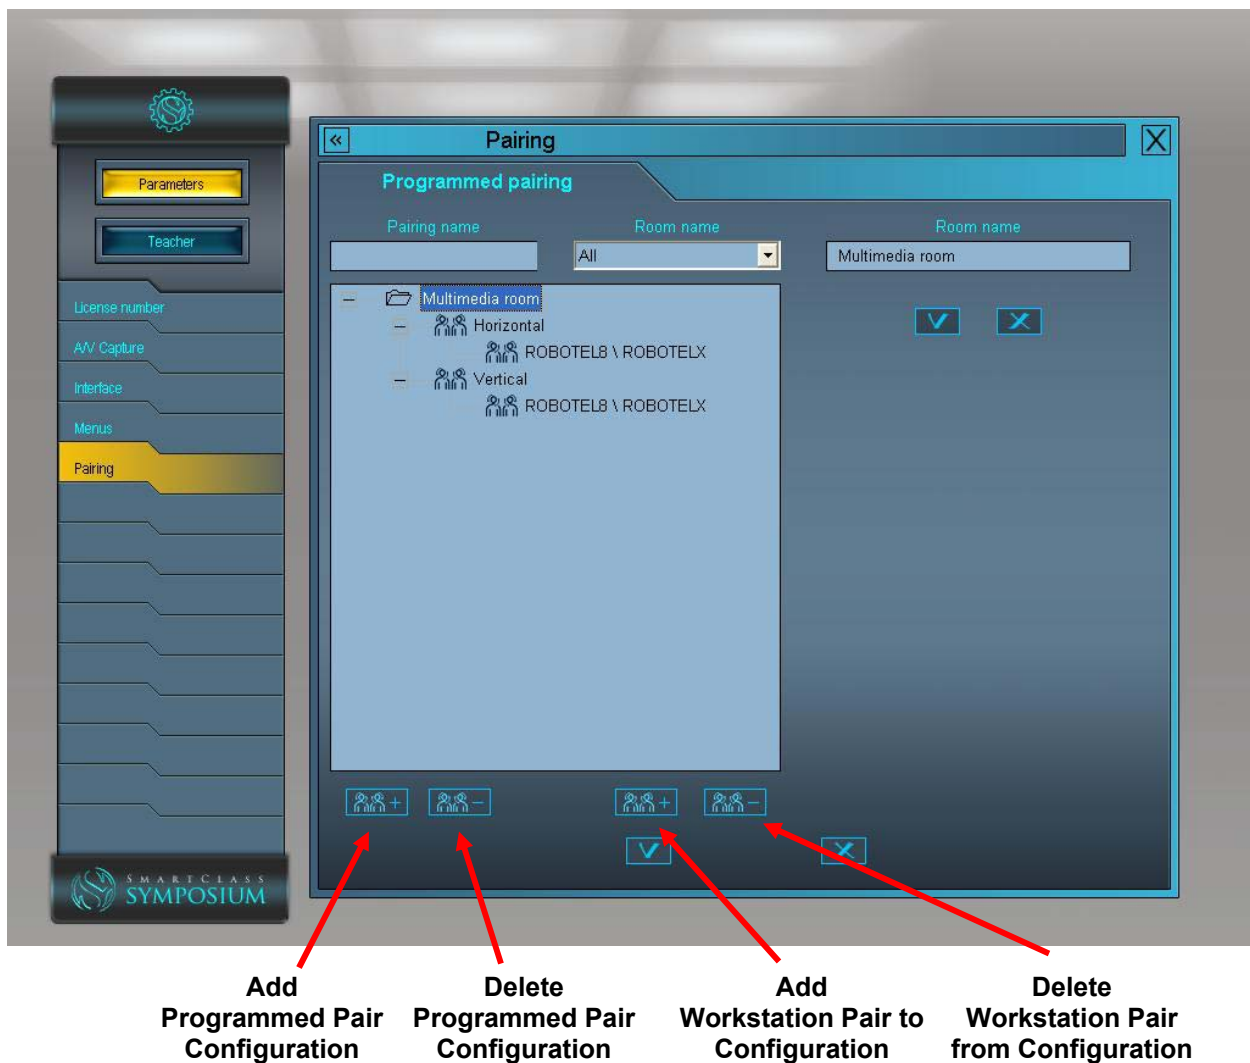 Parameters
Teacher
License number
A/V Capture
Interface
Menus
Pairing
SMARTCLASS
SYMPOSIUM
«
Pairing
X
Programmed pairing
Pairing name
Room name
Room name
All
Multimedia room
Multimedia room
Horizontal
ROBOTEL8 \ ROBOTELX
Vertical
ROBOTEL8 \ ROBOTELX
Add
Programmed Pair
Configuration
Delete
Programmed Pair
Configuration
Add
Workstation Pair to
Configuration
Delete
Workstation Pair
from Configuration